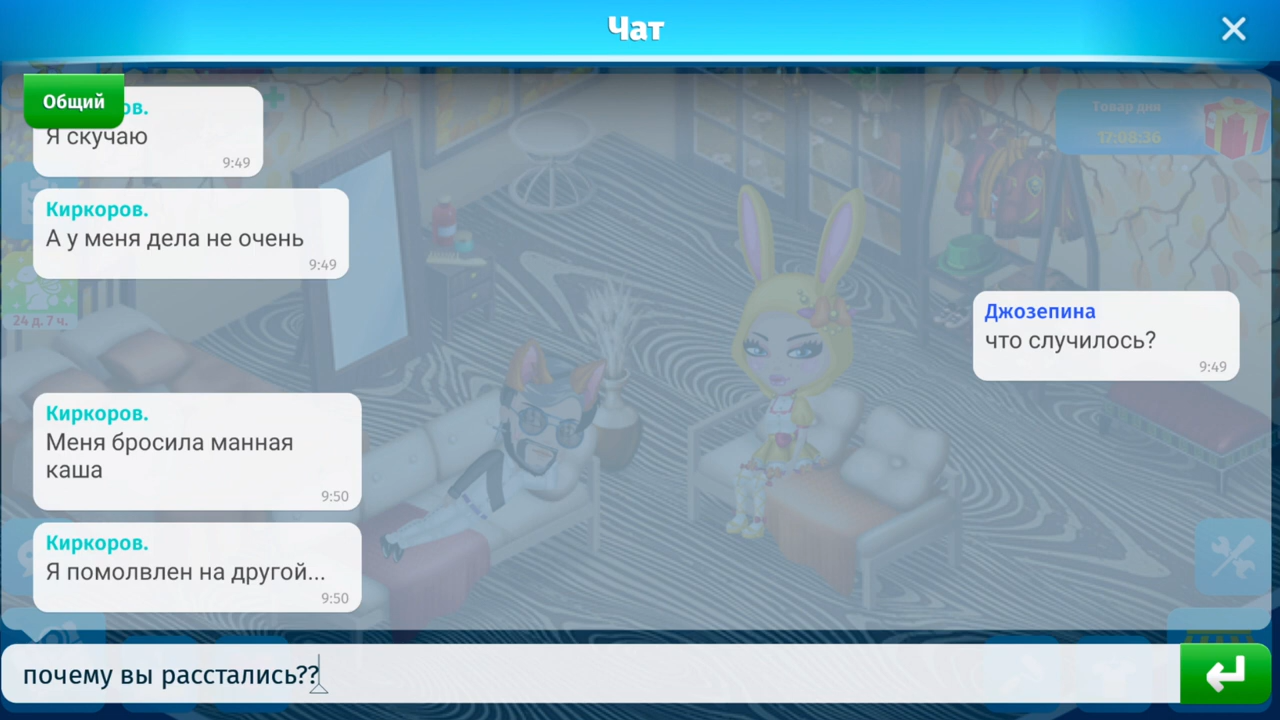 Чат
Общий
ов.
Я скучаю
9:49
Киркоров.
А у меня дела не очень
9:49
Джозепина
что случилось?
9:49
Киркоров.
Меня бросила манная
каша
9:50
Киркоров.
Я помолвлен на другой...
9:50
почему вы расстались??
Товар дня
17:08:36
24 д. 7 ч.